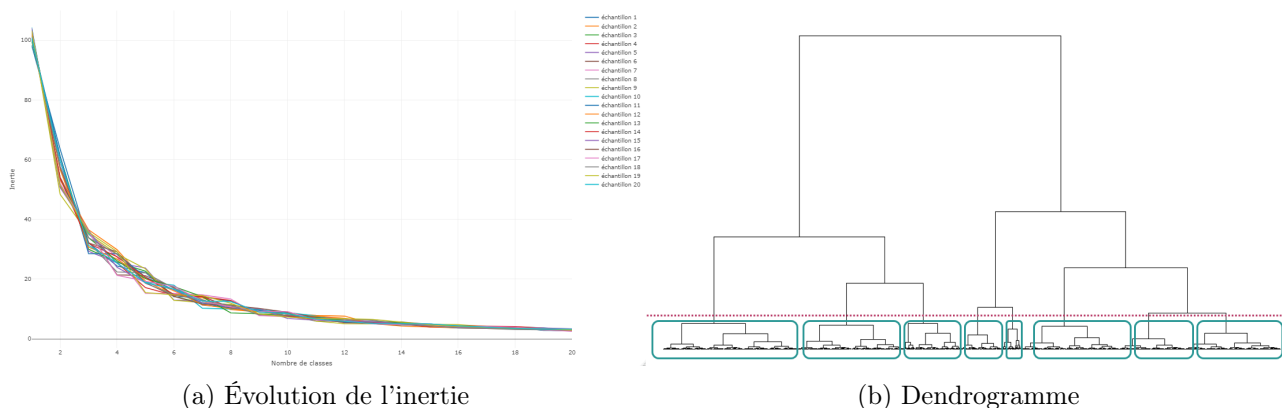 100
80
60
40
20
0
Inertie
2
4
6
8
10
12
14
16
18
20
Nombre de classes
échantillon 1
échantillon 2
échantillon 3
échantillon 4
échantillon 5
échantillon 6
échantillon 7
échantillon 8
échantillon 9
échantillon 10
échantillon 11
échantillon 12
échantillon 13
échantillon 14
échantillon 15
échantillon 16
échantillon 17
échantillon 18
échantillon 19
échantillon 20
(a) Évolution de l'inertie
(b) Dendrogramme